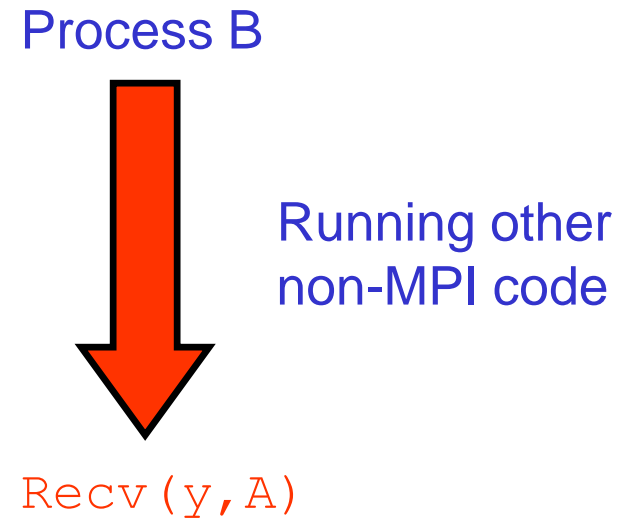 Process B
Running other
non-MPI code
Recv(y,A)